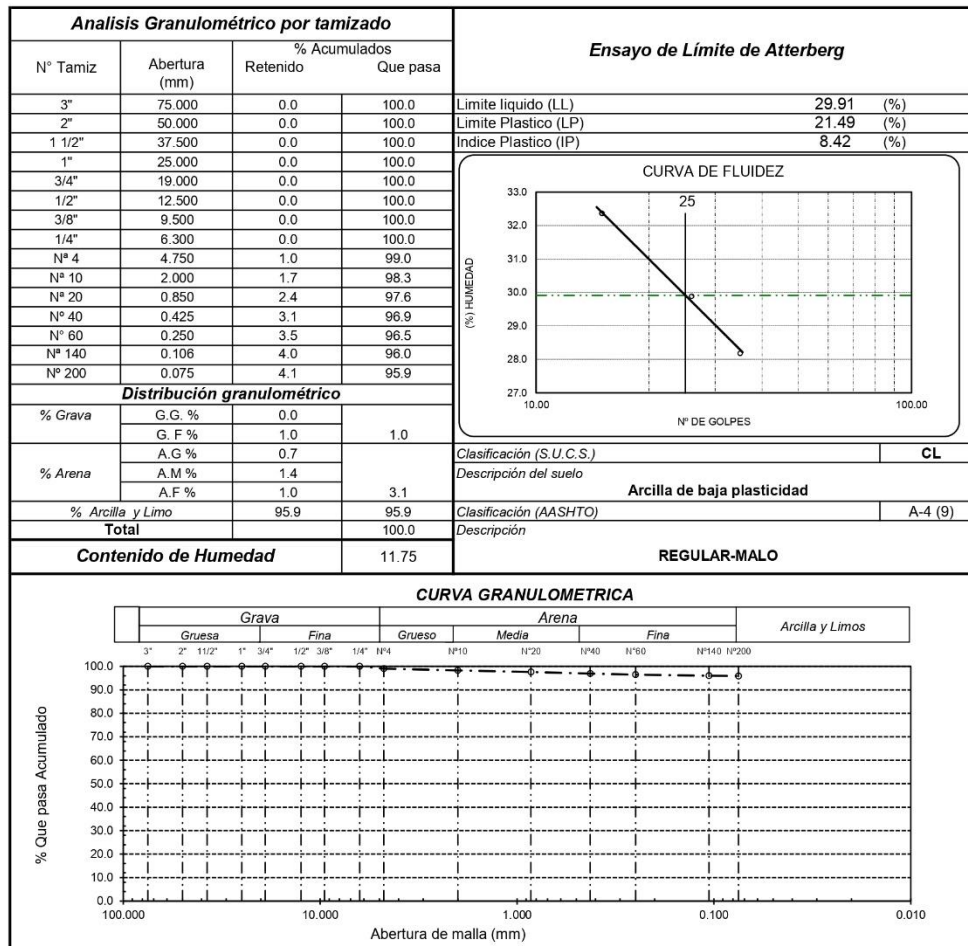 Analisis Granulométrico por tamizado
N° Tamiz Abertura (mm) % Acumulados
Retenido Que pasa
3" 75.000 0.0 100.0
2" 50.000 0.0 100.0
1 1/2" 37.500 0.0 100.0
1" 25.000 0.0 100.0
3/4" 19.000 0.0 100.0
1/2" 12.500 0.0 100.0
3/8" 9.500 0.0 100.0
1/4" 6.300 0.0 100.0
Nª 4 4.750 1.0 99.0
Nª 10 2.000 1.7 98.3
Nª 20 0.850 2.4 97.6
Nº 40 0.425 3.1 96.9
N° 60 0.250 3.5 96.5
Nª 140 0.106 4.0 96.0
Nº 200 0.075 4.1 95.9
Distribución granulométrico
% Grava G.G. % 0.0
G. F % 1.0 1.0
% Arena A.G % 0.7
A.M % 1.4
A.F % 1.0 3.1
% Arcilla y Limo 95.9 95.9
Total 100.0
Contenido de Humedad 11.75
Ensayo de Límite de Atterberg
Limite liquido (LL) 29.91 (%)
Limite Plastico (LP) 21.49 (%)
Indice Plastico (IP) 8.42 (%)
CURVA DE FLUIDEZ
25
33.0
32.0
31.0
30.0
29.0
28.0
27.0
(%) HUMEDAD
10.00 100.00
Nº DE GOLPES
Clasificación (S.U.C.S.) CL
Descripción del suelo
Arcilla de baja plasticidad
Clasificación (AASHTO) A-4 (9)
Descripción
REGULAR-MALO
CURVA GRANULOMETRICA
Grava Arena Arcilla y Limos
Gruesa Fina Grueso Media Fina
3" 2" 11/2" 1" 3/4" 1/2" 3/8" 1/4" Nº4 Nº10 Nº20 Nº40 Nº60 Nº140 Nº200
100.0
90.0
80.0
70.0
60.0
50.0
40.0
30.0
20.0
10.0
0.0
% Que pasa Acumulado
100.000 10.000 1.000 0.100 0.010
Abertura de malla (mm)